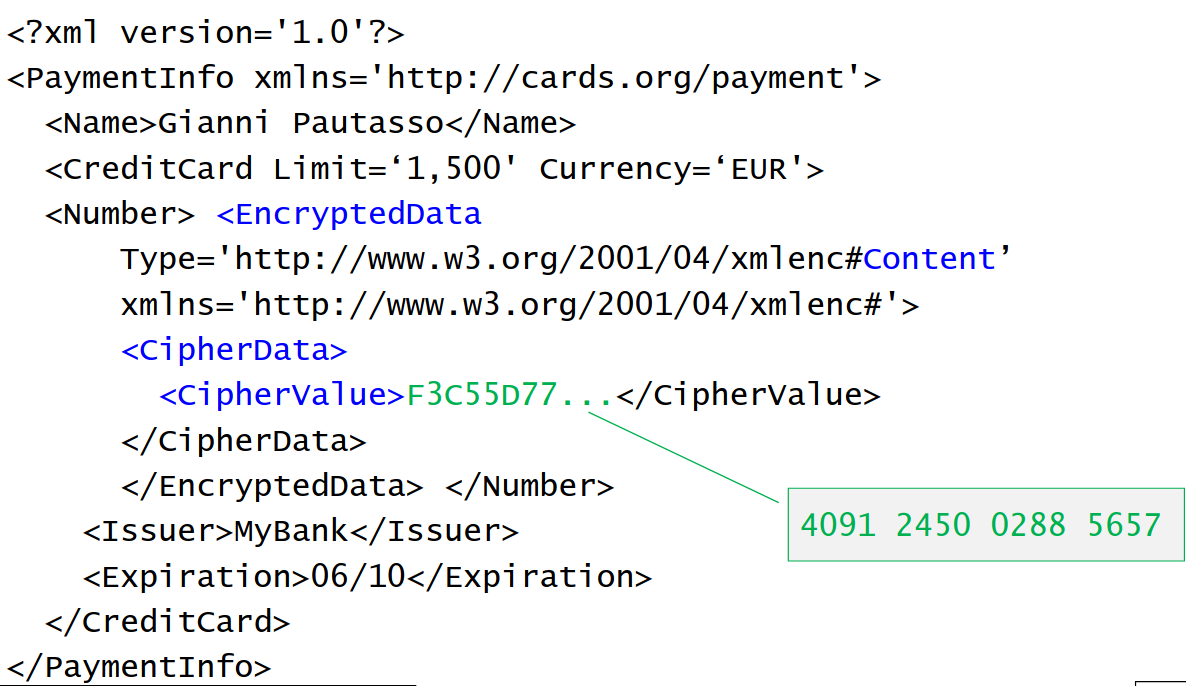 <?xml version='1.0'?>
<PaymentInfo xmlns='http://cards.org/payment'>
<Name>Gianni Pautasso</Name>
<CreditCard Limit=‘1,500' Currency=‘EUR'>
<Number> <EncryptedData
Type='http://www.w3.org/2001/04/xmlenc#Content’
xmlns='http://www.w3.org/2001/04/xmlenc#'>
<CipherData>
<CipherValue>F3C55D77...</CipherValue>
</CipherData>
</EncryptedData> </Number>
4091 2450 0288 5657
<Issuer>MyBank</Issuer>
<Expiration>06/10</Expiration>
</CreditCard>
</PaymentInfo>